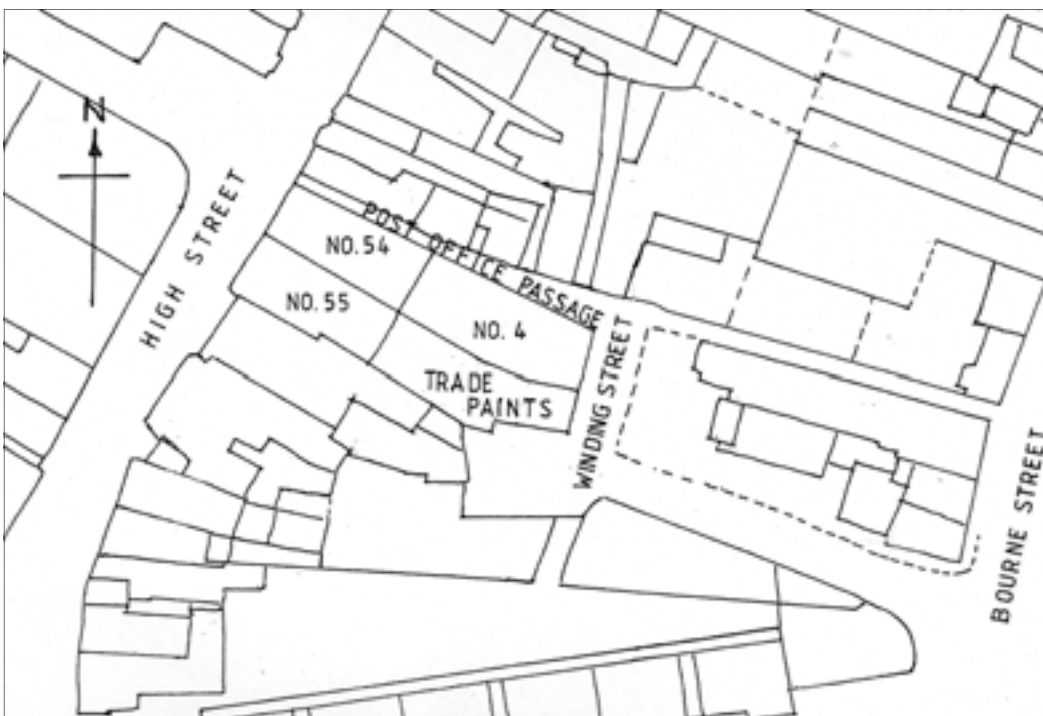 N
HIGH STREET
POST OFFICE PASSAGE
NO. 54
NO. 55
NO. 4
TRADE
PAINTS
WINDING STREET
BOURNE STREET